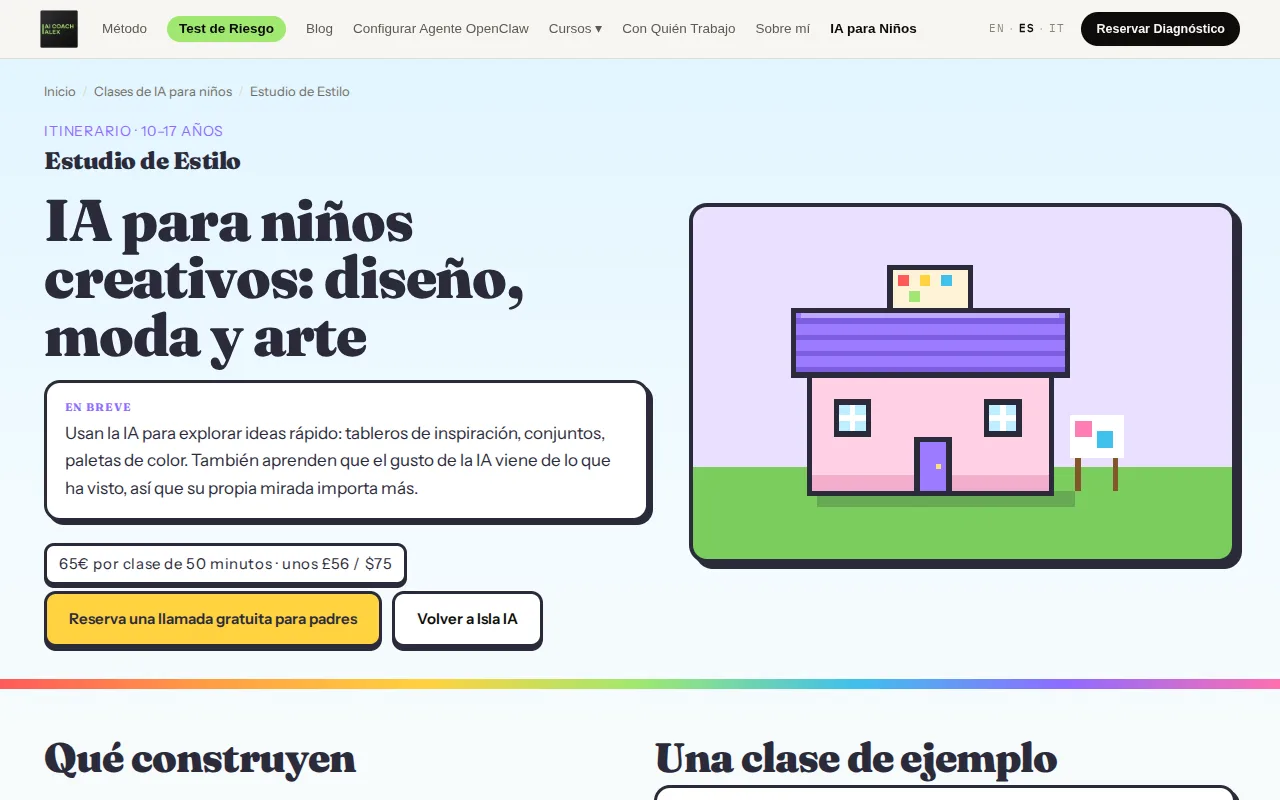 AI COACH
ALEX
Método
Test de Riesgo
Blog
Configurar Agente OpenClaw
Cursos ▾
Con Quién Trabajo
Sobre mí
IA para Niños
EN · ES · IT
Reservar Diagnóstico
Inicio / Clases de IA para niños / Estudio de Estilo
ITINERARIO · 10–17 AÑOS
Estudio de Estilo
IA para niños
creativos: diseño,
moda y arte
EN BREVE
Usan la IA para explorar ideas rápido: tableros de inspiración, conjuntos,
paletas de color. También aprenden que el gusto de la IA viene de lo que
ha visto, así que su propia mirada importa más.
65€ por clase de 50 minutos · unos £56 / $75
Reserva una llamada gratuita para padres
Volver a Isla IA
Qué construyen
Una clase de ejemplo